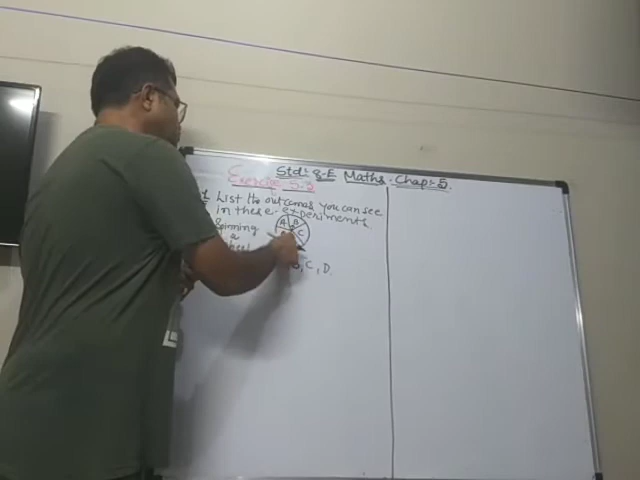 Std: 8-E Maths. Chap: 5.
Exercise 5.3
List the outcomes you can see
in these experiments.
Spinning A B
a C
C, D.